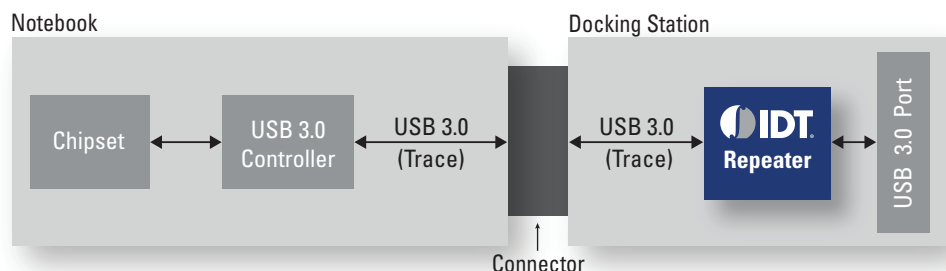 Notebook
Docking Station
Chipset
USB 3.0
Controller
USB 3.0
(Trace)
USB 3.0
(Trace)
IDT.
Repeater
USB 3.0 Port
Connector